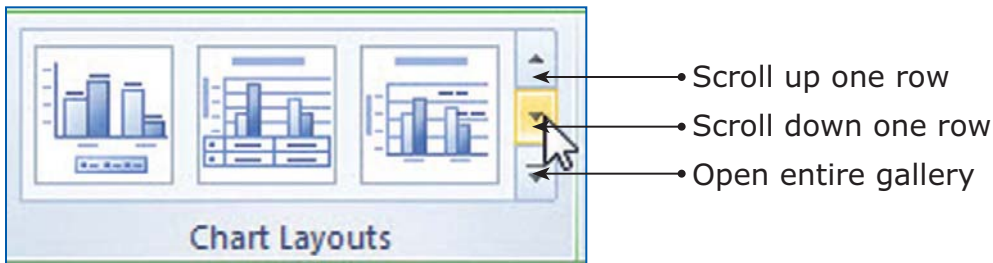 Scroll up one row
Scroll down one row
Open entire gallery
Chart Layouts